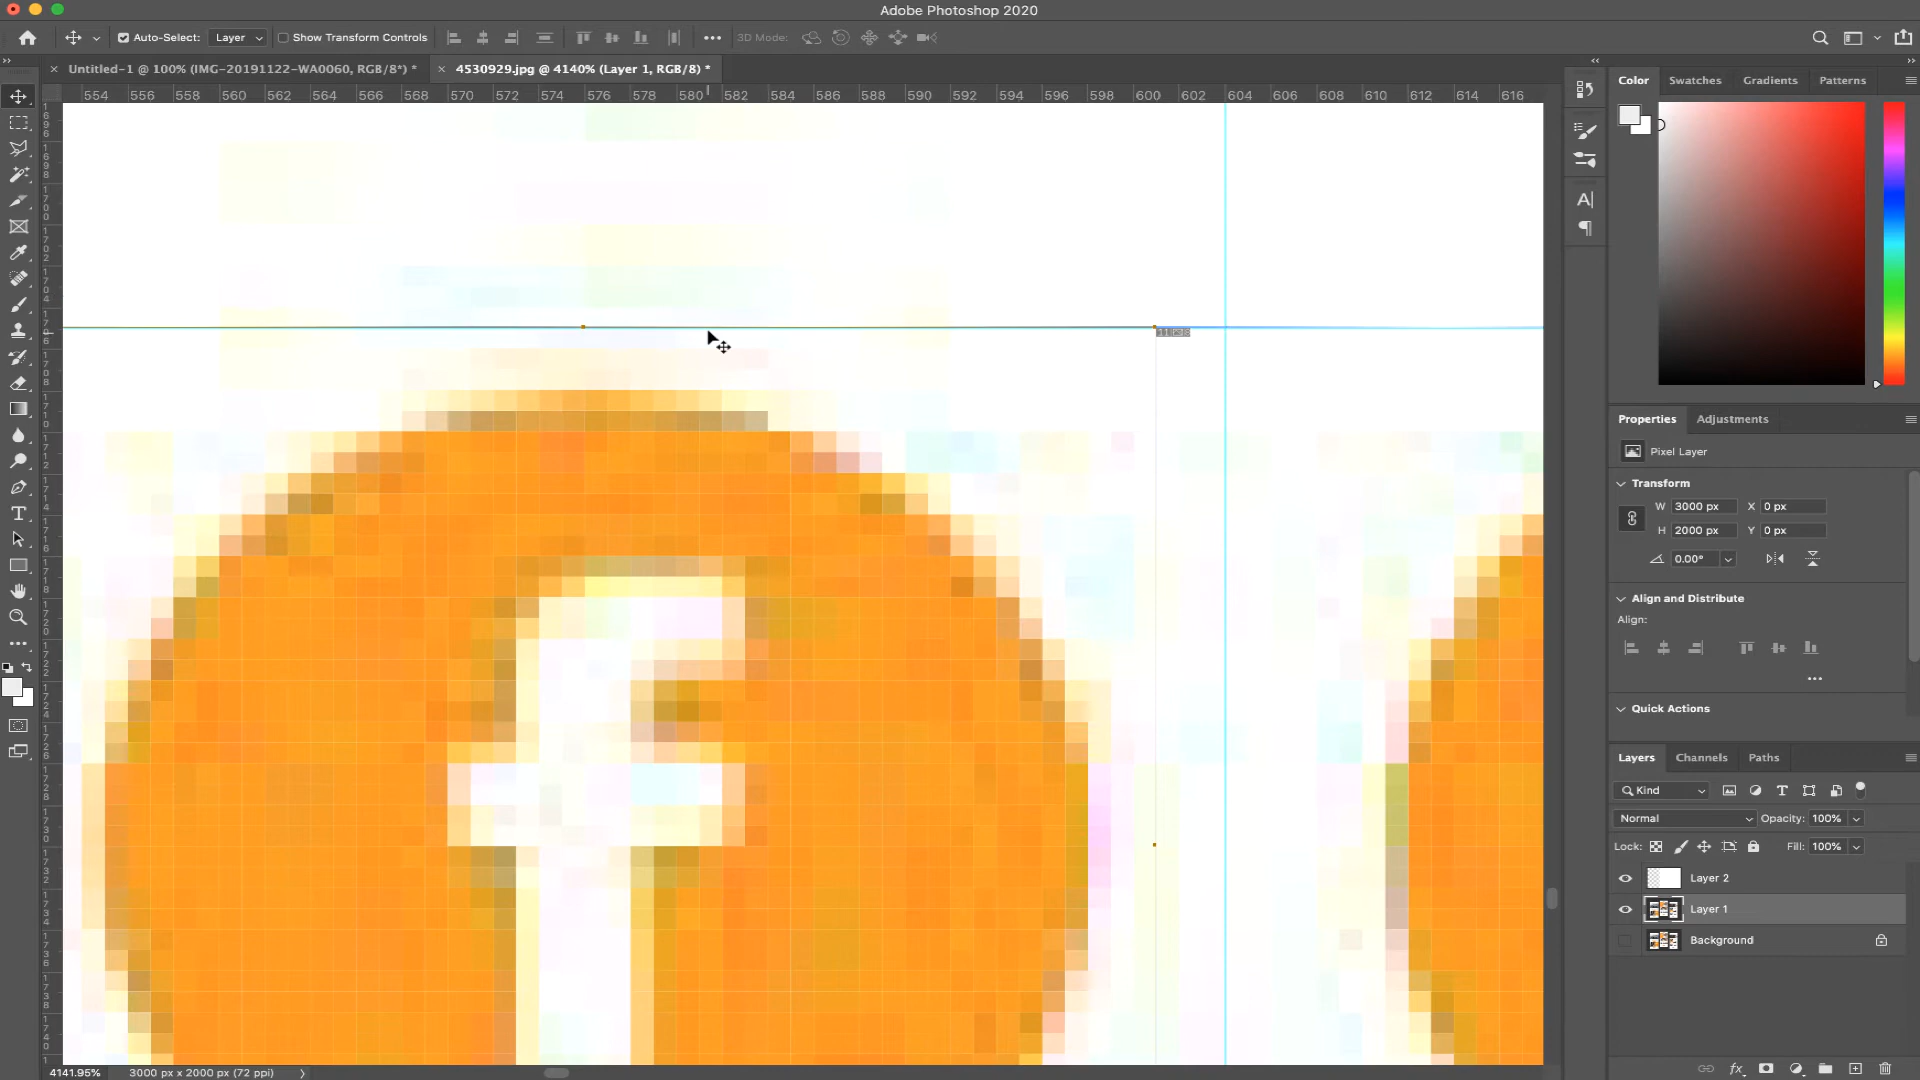 Adobe Photoshop 2020
Auto-Select: Layer Show Transform Controls 3D Mode:
Untitled-1 @ 100% (IMG-20191122-WA0060, RGB/8*) * 4530929.jpg @ 4140% (Layer 1, RGB/8) *
554 556 558 560 562 564 566 568 570 572 574 576 578 580 582 584 586 588 590 592 594 596 598 600 602 604 606 608 610 612 614 616
Color Swatches Gradients Patterns
Properties Adjustments
Pixel Layer
Transform
W 3000 px X 0 px
H 2000 px Y 0 px
0.00°
Align and Distribute
Align:
Quick Actions
Layers Channels Paths
Kind
Normal Opacity: 100%
Lock: Fill: 100%
Layer 2
Layer 1
Background
4141.95% 3000 px x 2000 px (72 ppi)